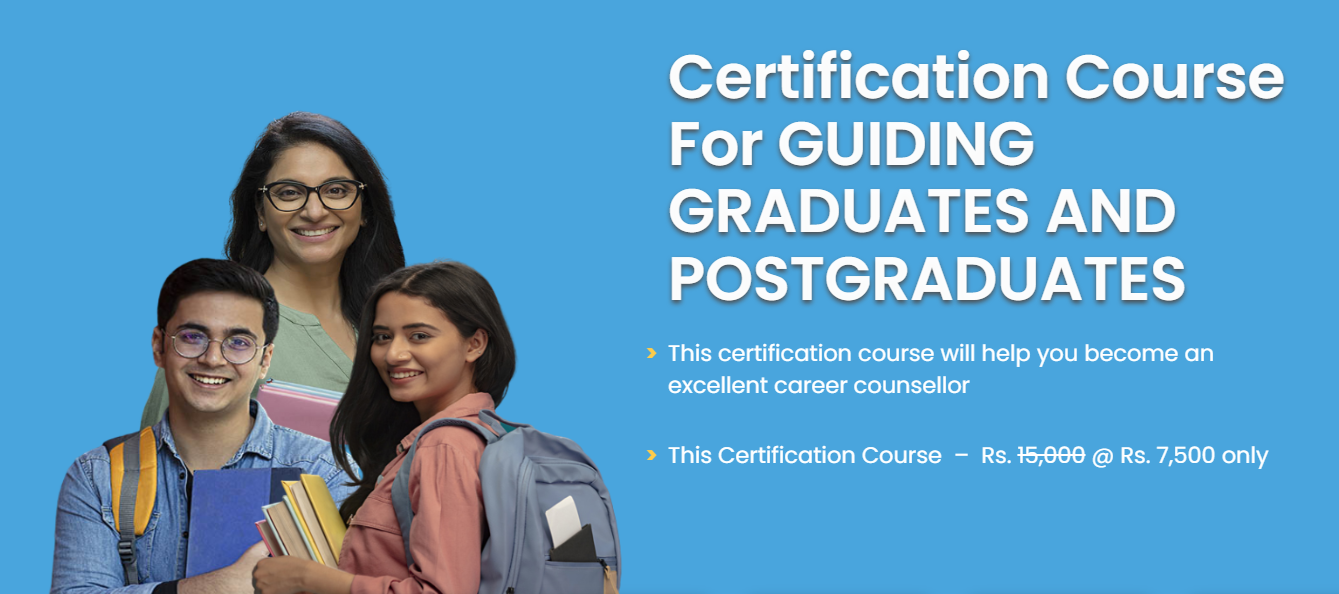 Certification Course
For GUIDING
GRADUATES AND
POSTGRADUATES
This certification course will help you become an
excellent career counsellor
This Certification Course – Rs. 15,000 @ Rs. 7,500 only